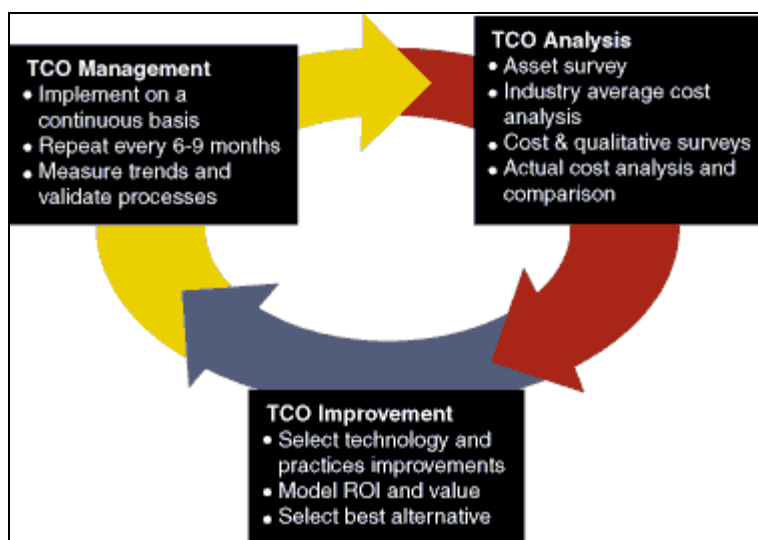 TCO Management
• Implement on a
continuous basis
• Repeat every 6-9 months
• Measure trends and
validate processes
TCO Analysis
• Asset survey
• Industry average cost
analysis
• Cost & qualitative surveys
• Actual cost analysis and
comparison
TCO Improvement
• Select technology and
practices improvements
• Model ROI and value
• Select best alternative